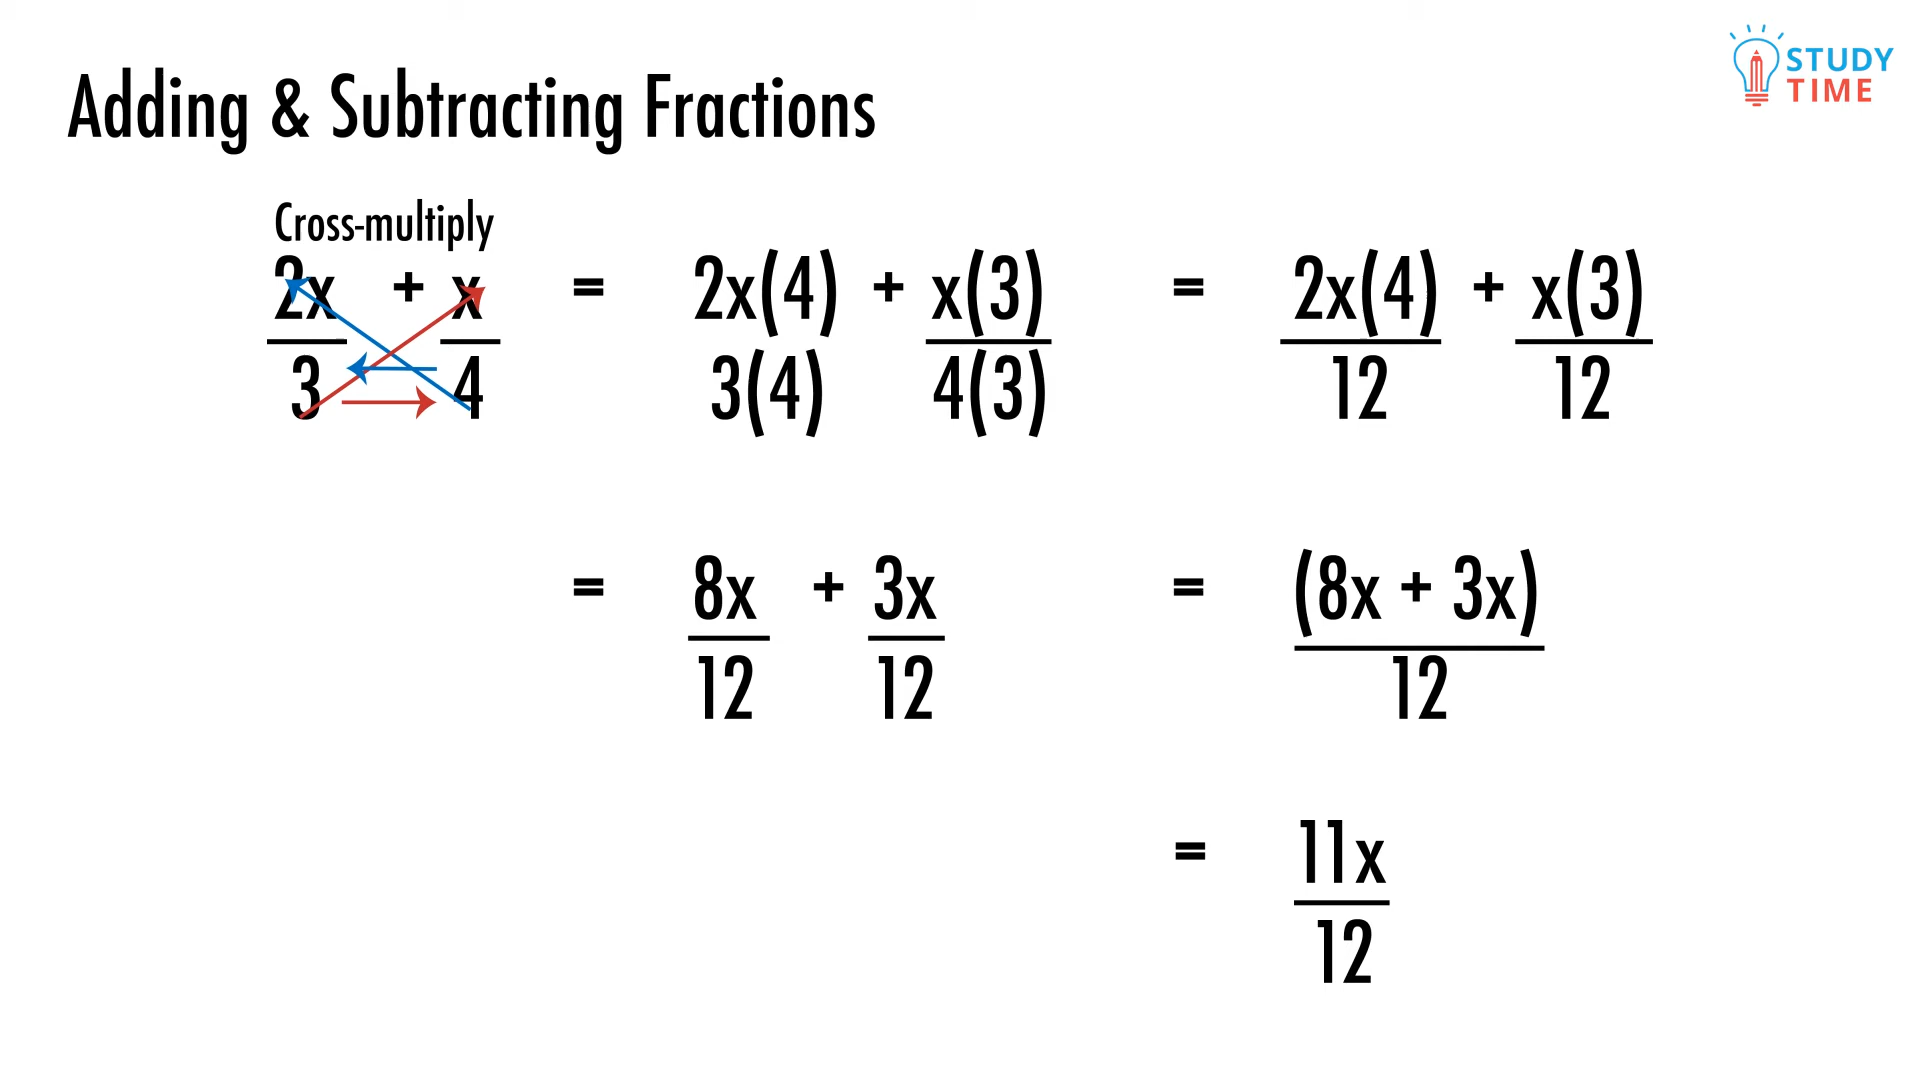 Adding & Subtracting Fractions
STUDY
TIME
Cross-multiply
2x + x = 2x(4) + x(3) = 2x(4) + x(3)
3 4 3(4) 4(3) 12 12
= 8x + 3x = (8x + 3x)
12 12 12
= 11x
12